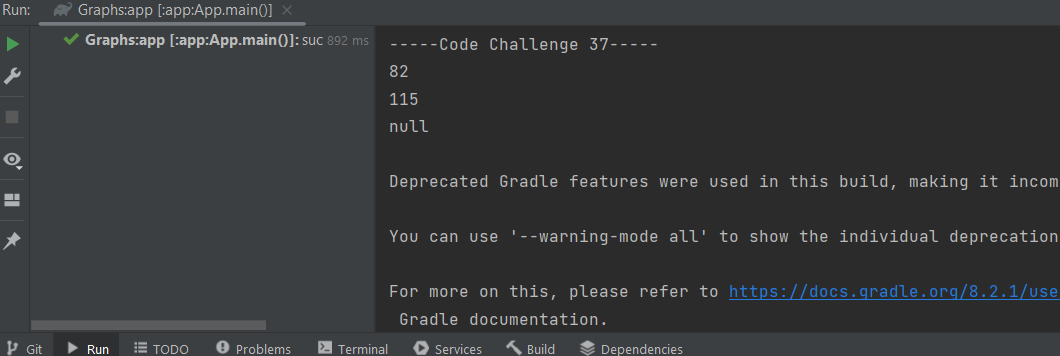 Run: Graphs:app [:app:App.main()]
Graphs:app [:app:App.main()]: suc 892 ms
-----Code Challenge 37-----
82
115
null
Deprecated Gradle features were used in this build, making it incom
You can use '--warning-mode all' to show the individual deprecation
For more on this, please refer to https://docs.gradle.org/8.2.1/use
Gradle documentation.
Git Run TODO Problems Terminal Services Build Dependencies